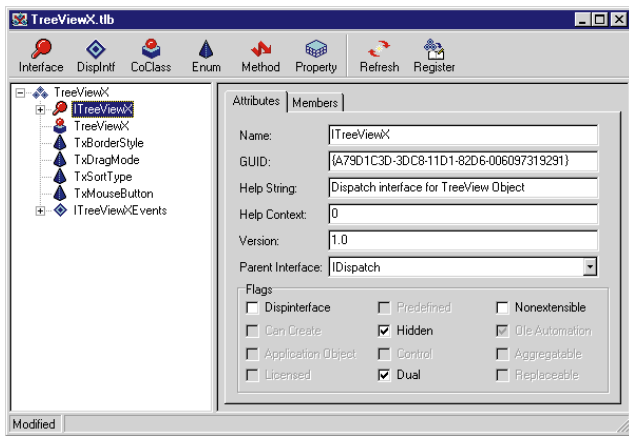 TreeViewX.tlb
Interface DispIntf CoClass Enum Method Property Refresh Register
TreeViewX
ITreeViewX
TreeViewX
TxBorderStyle
TxDragMode
TxSortType
TxMouseButton
ITreeViewXEvents
Attributes Members
Name: ITreeViewX
GUID: {A79D1C3D-3DC8-11D1-82D6-006097319291}
Help String: Dispatch interface for TreeView Object
Help Context: 0
Version: 1.0
Parent Interface: IDispatch
Flags
Dispinterface Predefined Nonextensible
Can Create Hidden Ole Automation
Application Object Control Aggregatable
Licensed Dual Replaceable
Modified